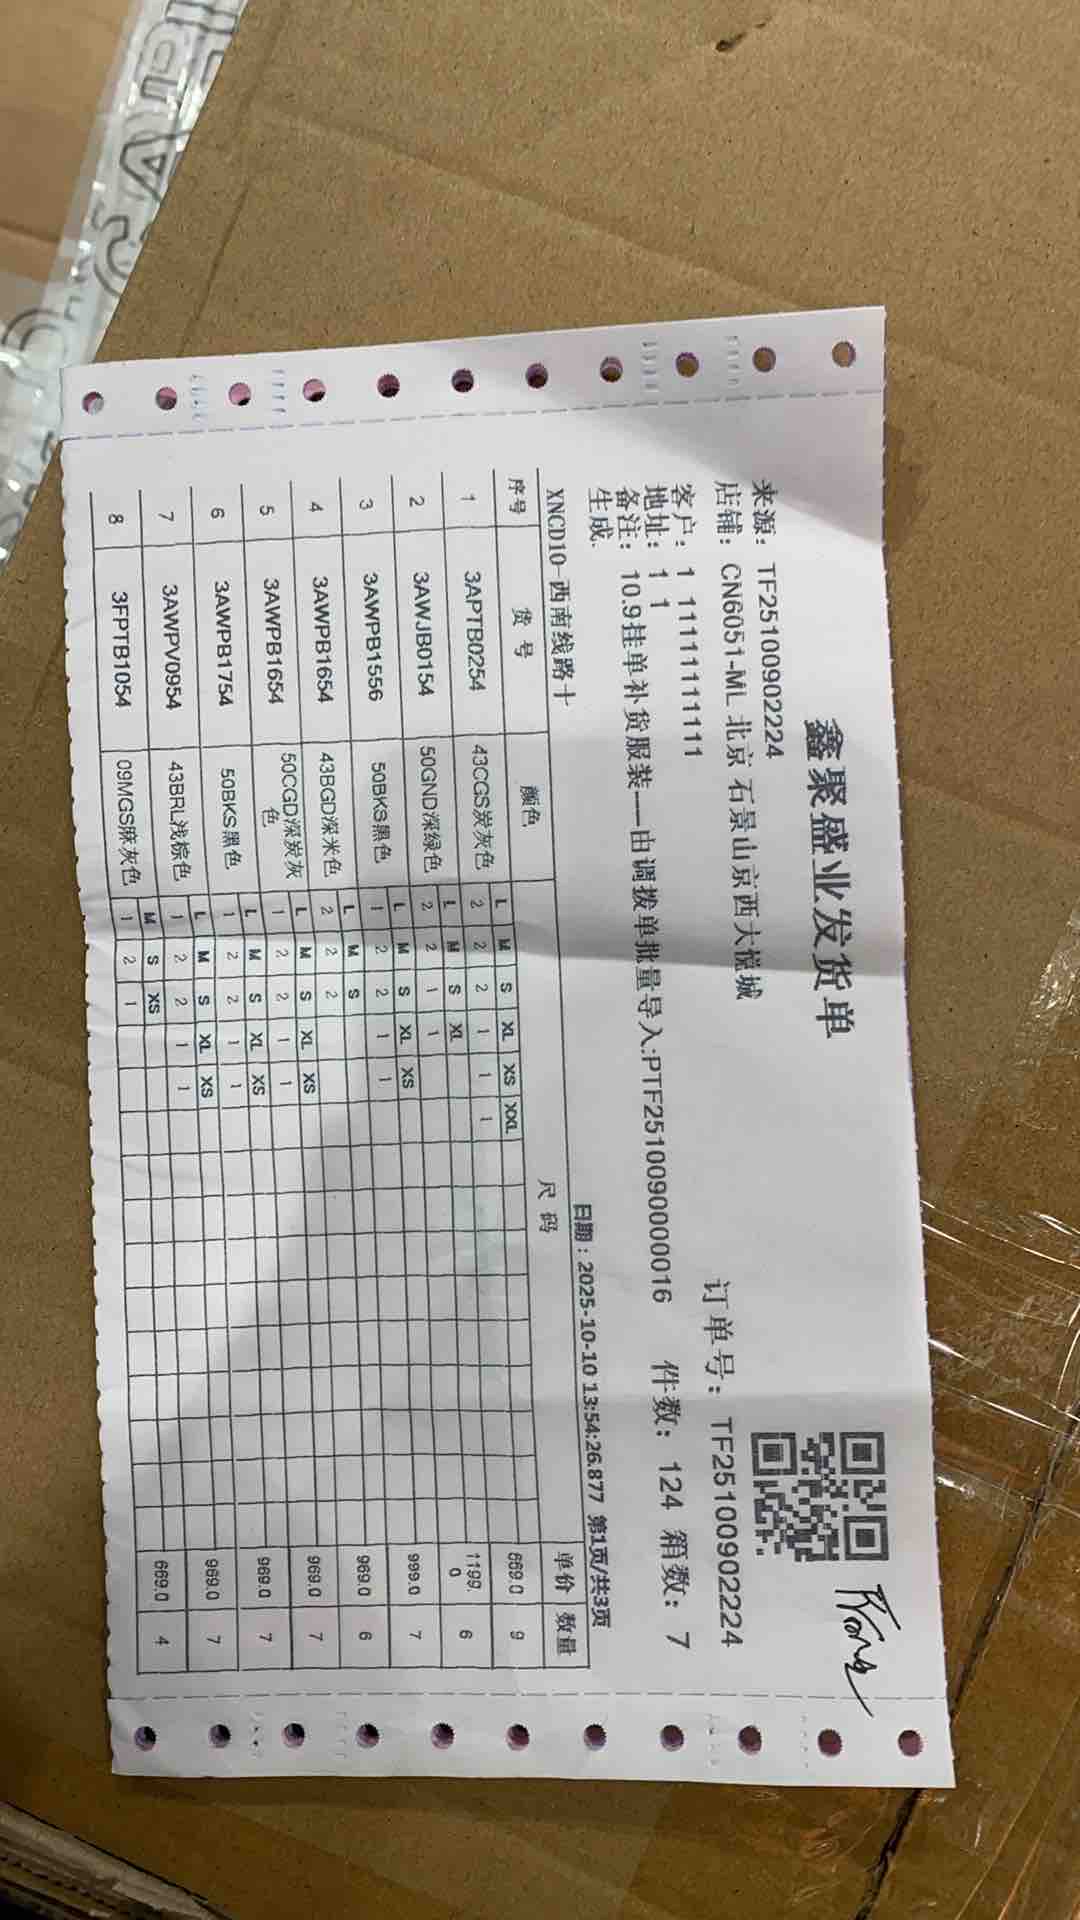 鑫聚盛业发货单
来源: TF25100902224
店铺: CN6051-ML 北京 石景山京西大悦城 订单号: TF25100902224
客户: 1 11111111111
地址: 1 1 件数: 124 箱数: 7
备注: 10.9挂单补货服装——由调拨单批量导入:PTF251009000016
生成.
日期：2025-10-10 13:54:26.877 第1页/共3页
XNCD10-西南线路十
序号 货号 颜色 尺码 单价 数量
L M S XL XS XXL
1 3APTB0254 43CGS炭灰色 2 2 2 1 1 1 669.0 9
L M S XL
2 3AWJB0154 50GND深绿色 2 2 1 1 1199.0 6
L M S XL XS
3 3AWPB1556 50BKS黑色 1 2 2 1 1 999.0 7
L M S
4 3AWPB1654 43BGD深米色 2 2 2 969.0 6
L M S XL XS
5 3AWPB1654 50CGD深炭灰色 1 2 2 1 1 969.0 7
L M S XL XS
6 3AWPB1754 50BKS黑色 1 2 2 1 1 969.0 7
L M S XL XS
7 3AWPV0954 43BRL浅棕色 1 2 2 1 1 969.0 7
M S XS
8 3FPTB1054 09MGS麻灰色 1 2 1 669.0 4